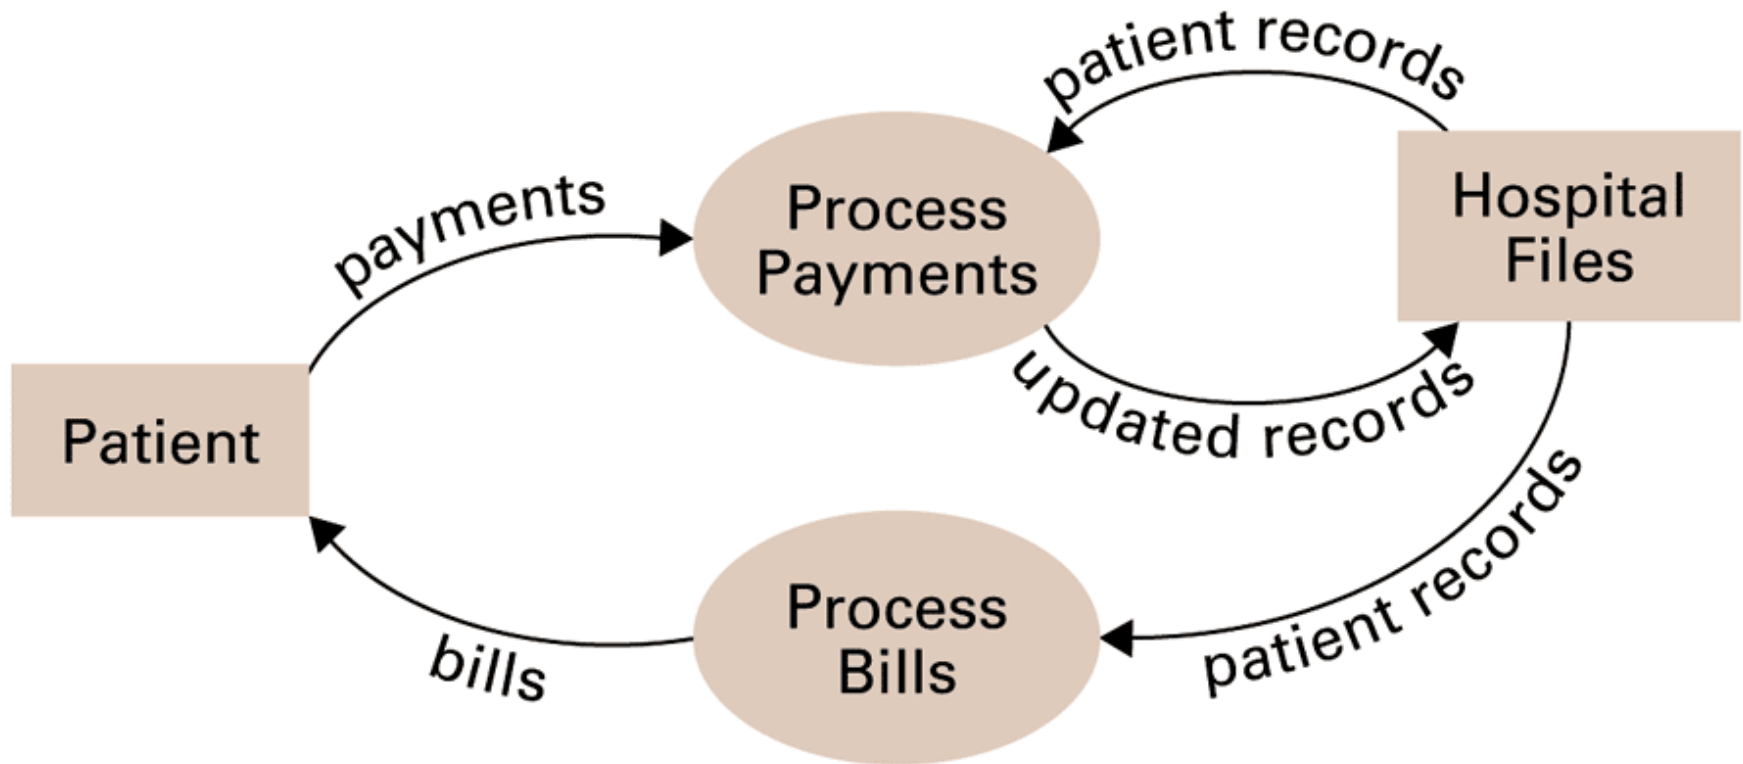 patient records
payments
Process
Payments
Hospital
Files
updated records
Patient
patient records
Process
Bills
bills